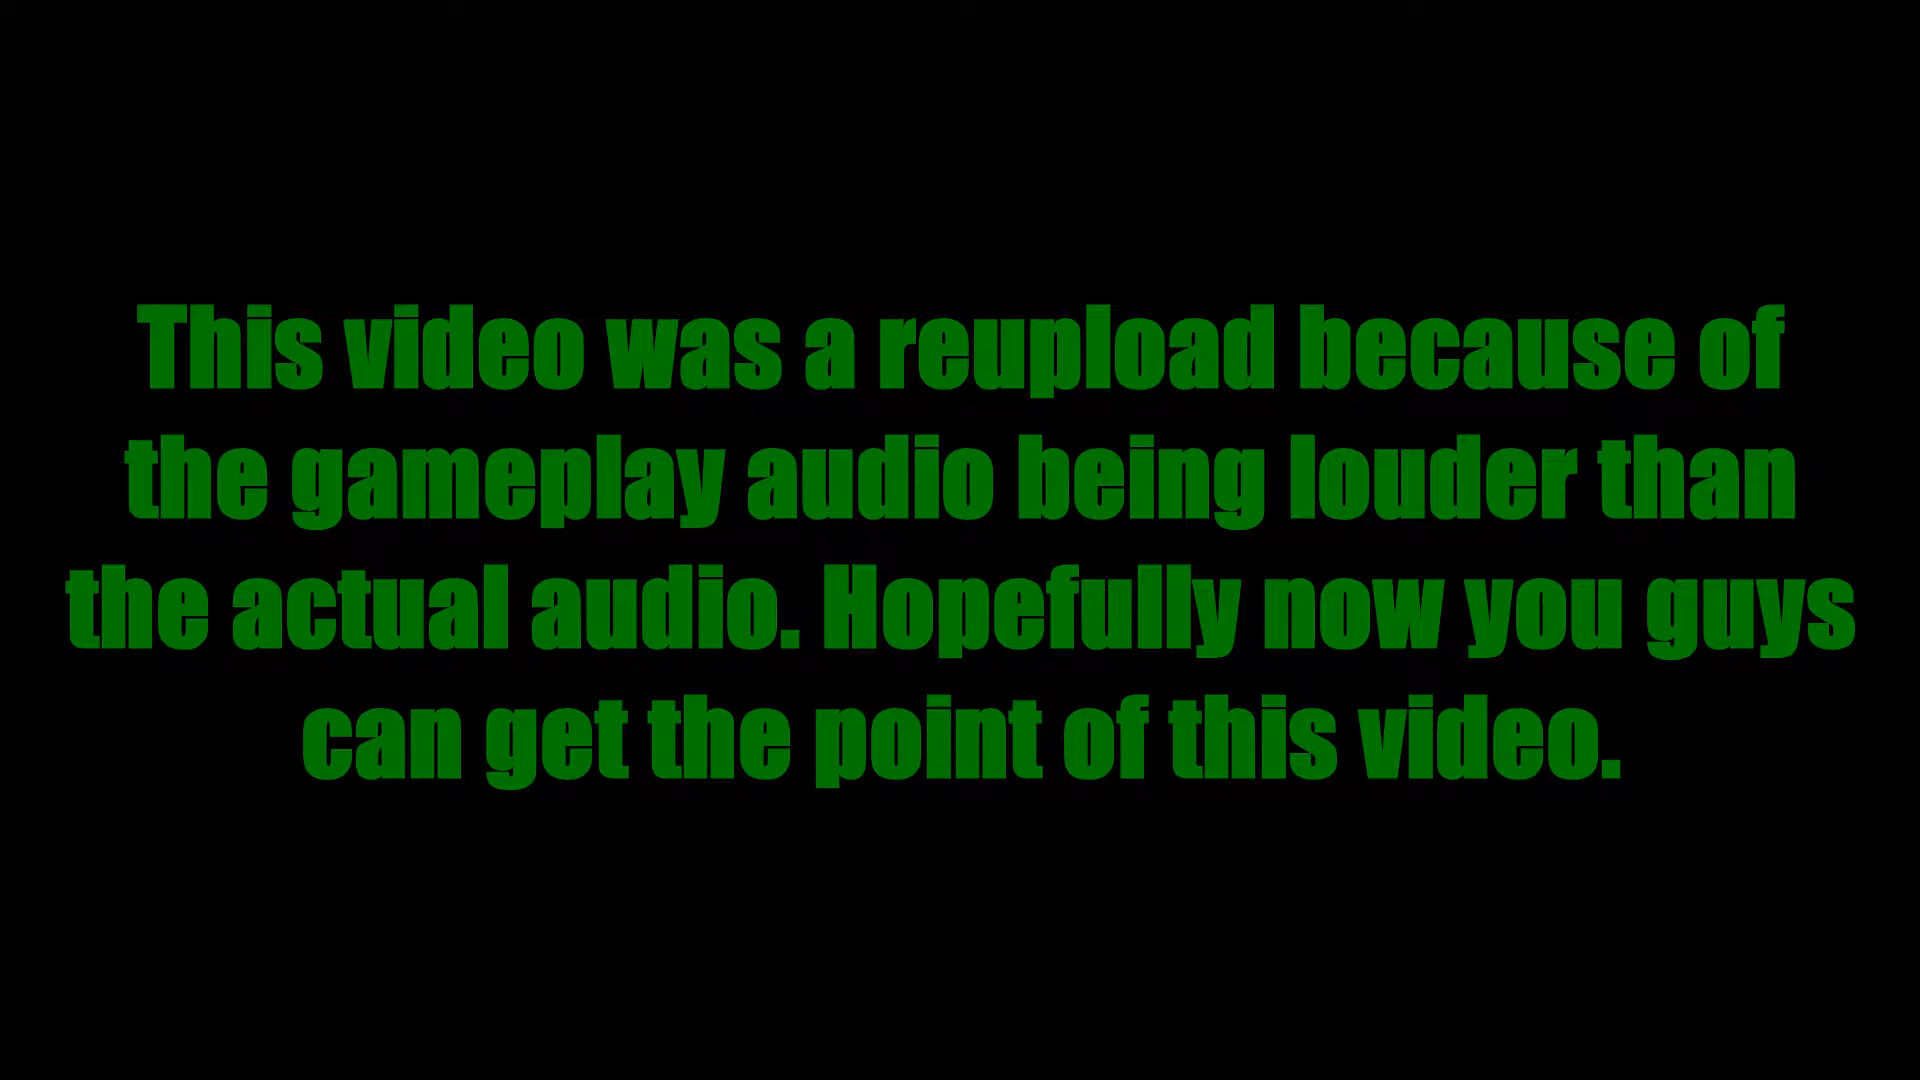 This video was a reupload because of
the gameplay audio being louder than
the actual audio. Hopefully now you guys
can get the point of this video.